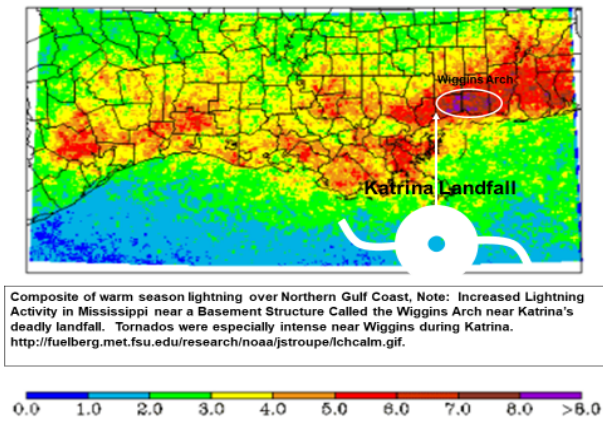 Wiggins Arch
Katrina Landfall
Composite of warm season lightning over Northern Gulf Coast, Note: Increased Lightning
Activity in Mississippi near a Basement Structure Called the Wiggins Arch near Katrina's
deadly landfall. Tornados were especially intense near Wiggins during Katrina.
http://fuelberg.met.fsu.edu/research/noaa/jstroupe/lchcalm.gif.
0.0 1.0 2.0 3.0 4.0 5.0 6.0 7.0 8.0 >8.0